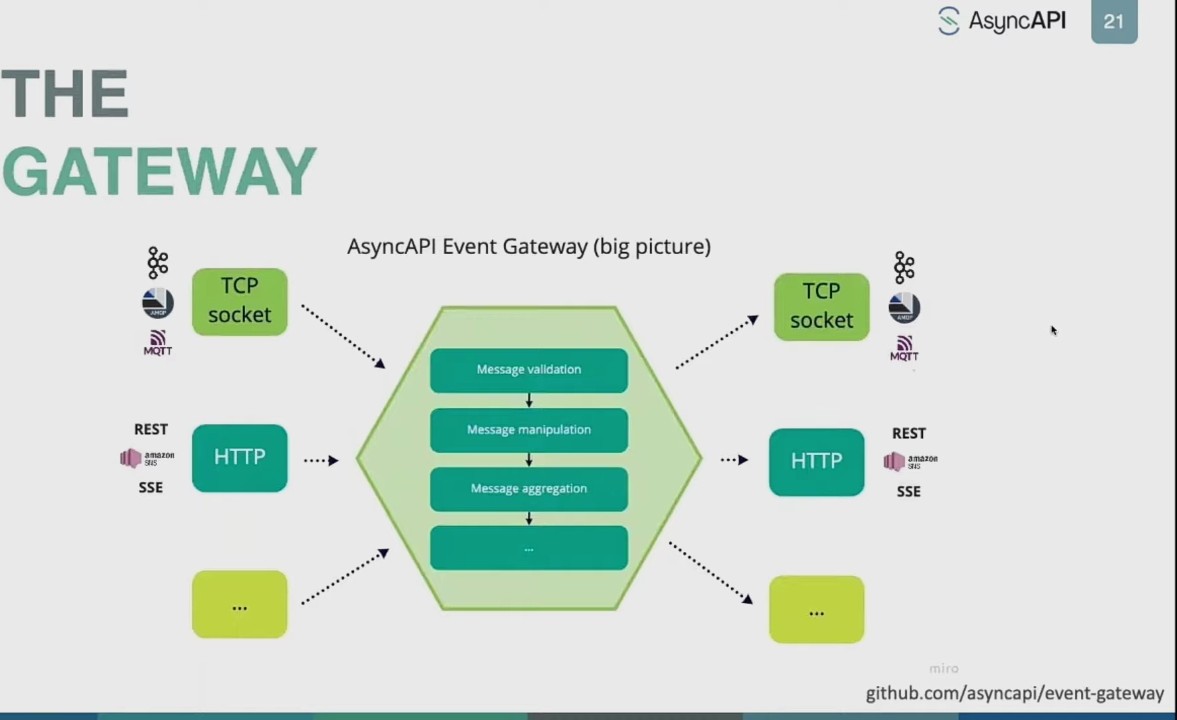 AsyncAPI
21
THE
GATEWAY
AsyncAPI Event Gateway (big picture)
TCP
socket
AMQP
MQTT
REST
amazon
SNS
SSE
HTTP
...
Message validation
Message manipulation
Message aggregation
...
TCP
socket
AMQP
MQTT
HTTP
REST
amazon
SNS
SSE
...
miro
github.com/asyncapi/event-gateway